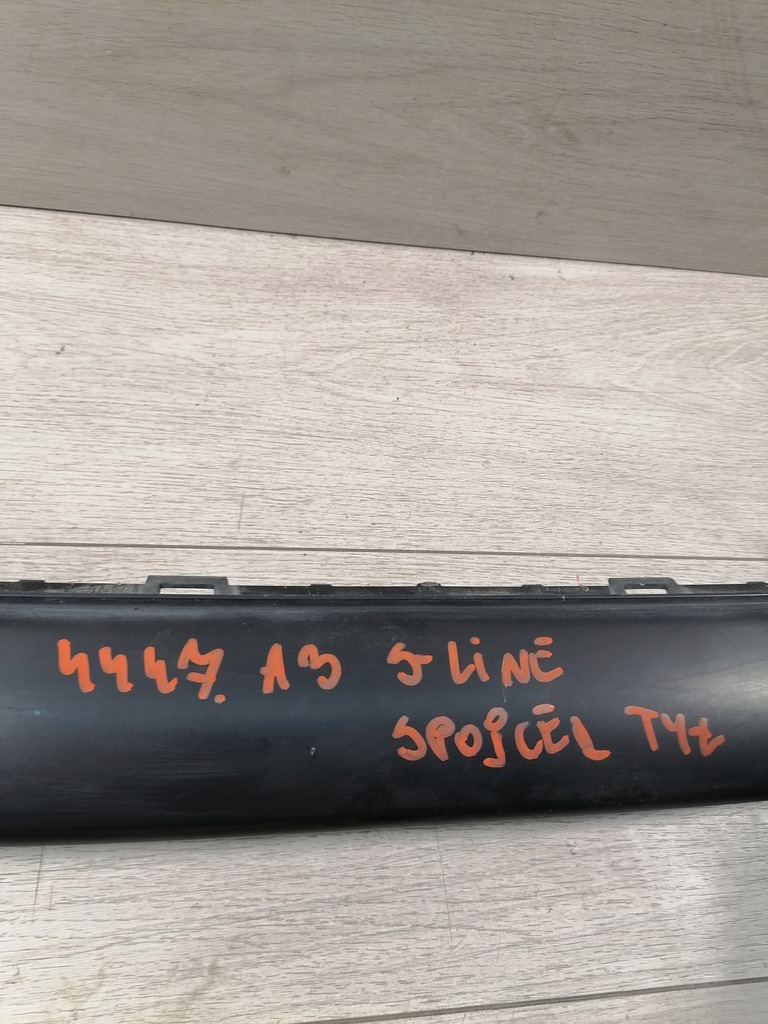 4447. A3 S LINE
SPOJCEL TYŁ